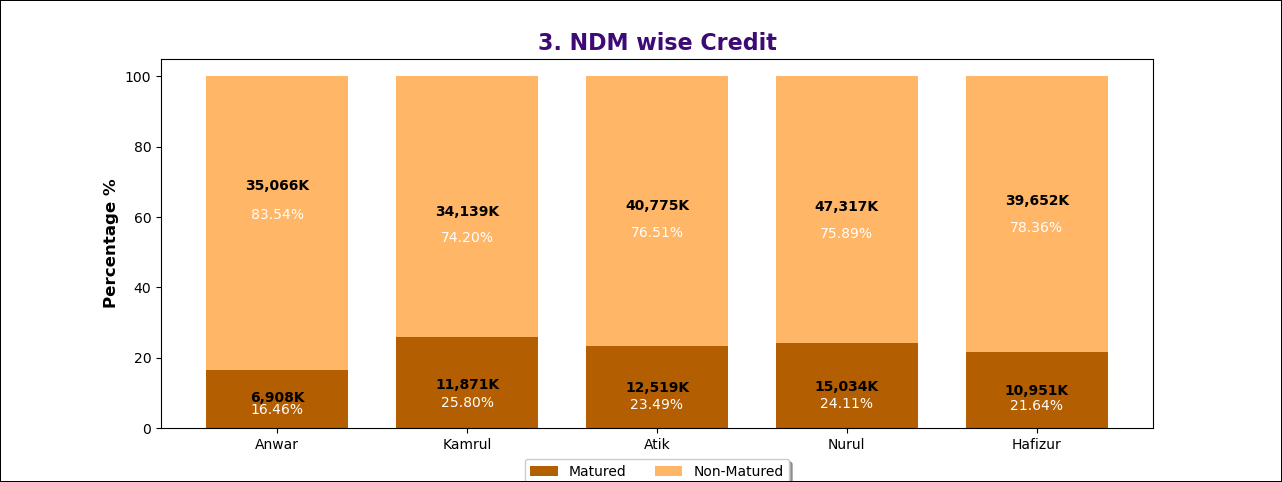 3. NDM wise Credit
Percentage %
100
80
60
40
20
0
35,066K
83.54%
6,908K
16.46%
34,139K
74.20%
11,871K
25.80%
40,775K
76.51%
12,519K
23.49%
47,317K
75.89%
15,034K
24.11%
39,652K
78.36%
10,951K
21.64%
Anwar Kamrul Atik Nurul Hafizur
Matured Non-Matured